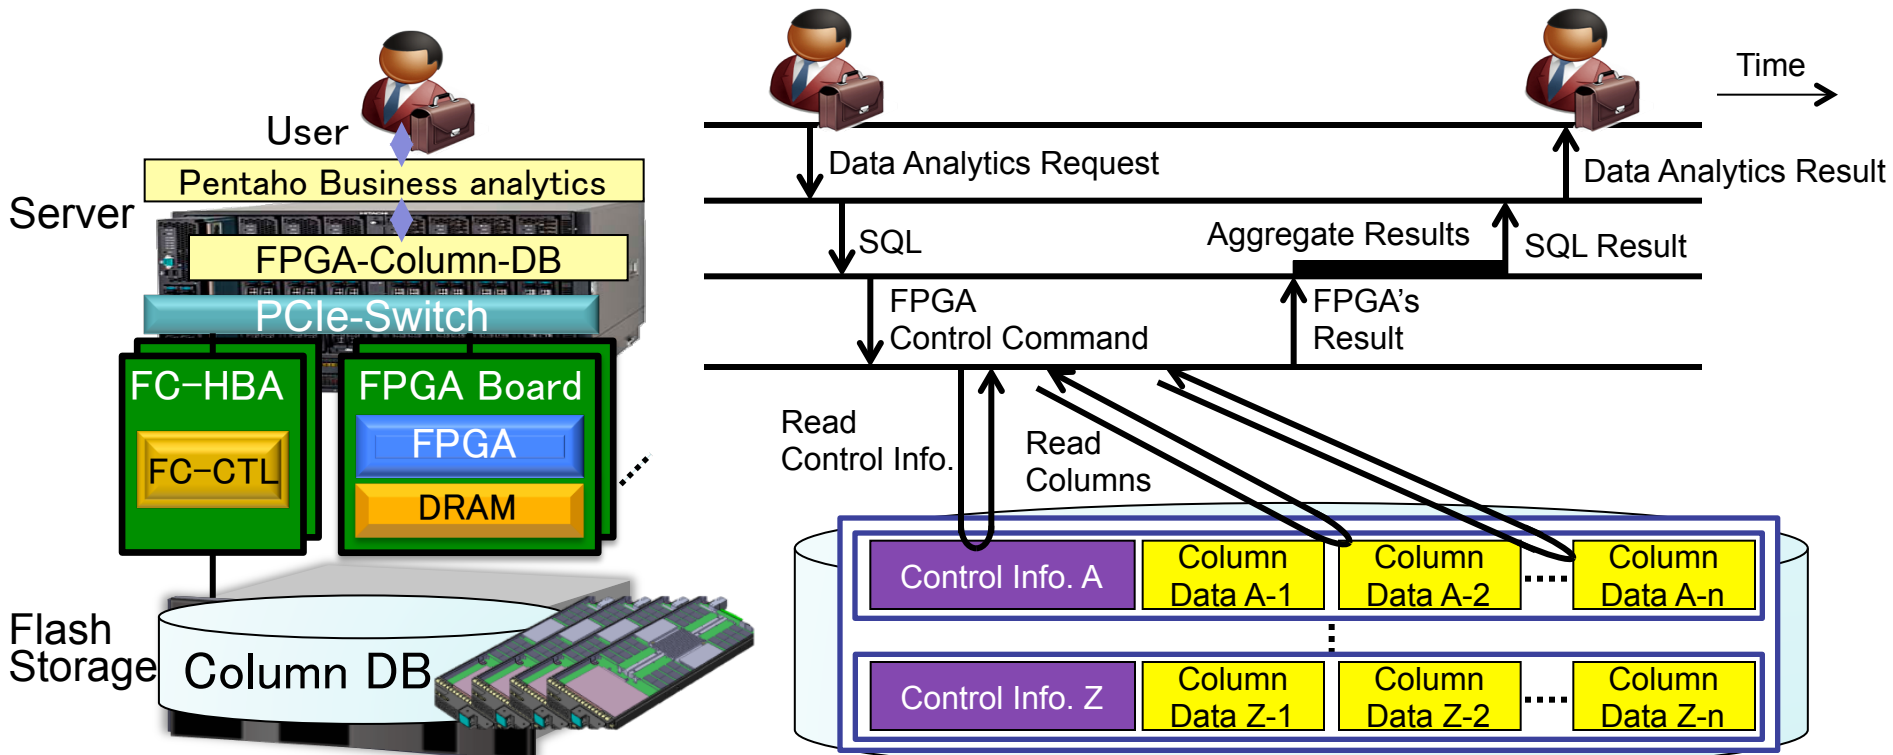 User
Pentaho Business analytics
Server
FPGA-Column-DB
PCIe-Switch
FC-HBA
FC-CTL
FPGA Board
FPGA
DRAM
Flash
Storage
Column DB
Time
Data Analytics Request
Data Analytics Result
SQL
Aggregate Results
SQL Result
FPGA
Control Command
FPGA's
Result
Read
Control Info.
Read
Columns
Control Info. A
Column
Data A-1
Column
Data A-2
Column
Data A-n
Control Info. Z
Column
Data Z-1
Column
Data Z-2
Column
Data Z-n